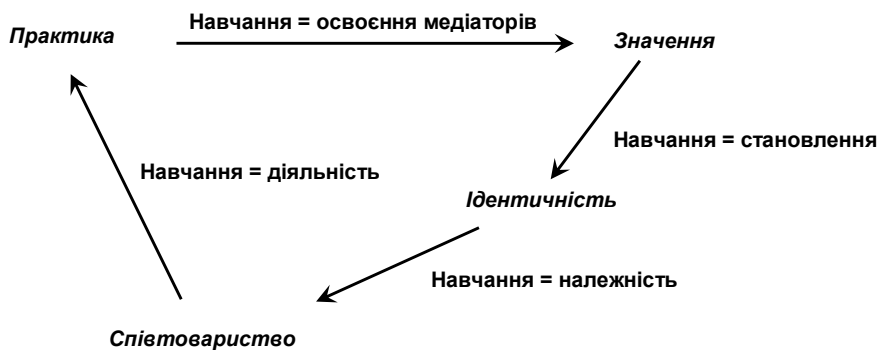 Навчання = освоєння медіаторів
Практика
Значення
Навчання = становлення
Навчання = діяльність
Ідентичність
Навчання = належність
Співтовариство